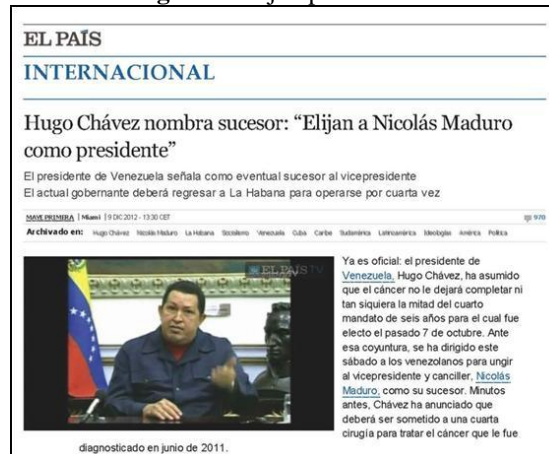 EL PAÍS
INTERNACIONAL
Hugo Chávez nombra sucesor: “Elijan a Nicolás Maduro
como presidente”
El presidente de Venezuela señala como eventual sucesor al vicepresidente
El actual gobernante deberá regresar a La Habana para operarse por cuarta vez
MAYE PRIMERA | Miami | 9 DIC 2012 - 13:30 CET
970
Archivado en: Hugo Chávez Nicolás Maduro La Habana Socialismo Venezuela Cuba Caribe Sudamérica Latinoamérica Ideologías América Política
EL PAÍS TV
Ya es oficial: el presidente de
Venezuela, Hugo Chávez, ha asumido
que el cáncer no le dejará completar ni
tan siquiera la mitad del cuarto
mandato de seis años para el cual fue
electo el pasado 7 de octubre. Ante
esa coyuntura, se ha dirigido este
sábado a los venezolanos para ungir
al vicepresidente y canciller, Nicolás
Maduro, como su sucesor. Minutos
antes, Chávez ha anunciado que
deberá ser sometido a una cuarta
cirugía para tratar el cáncer que le fue
diagnosticado en junio de 2011.